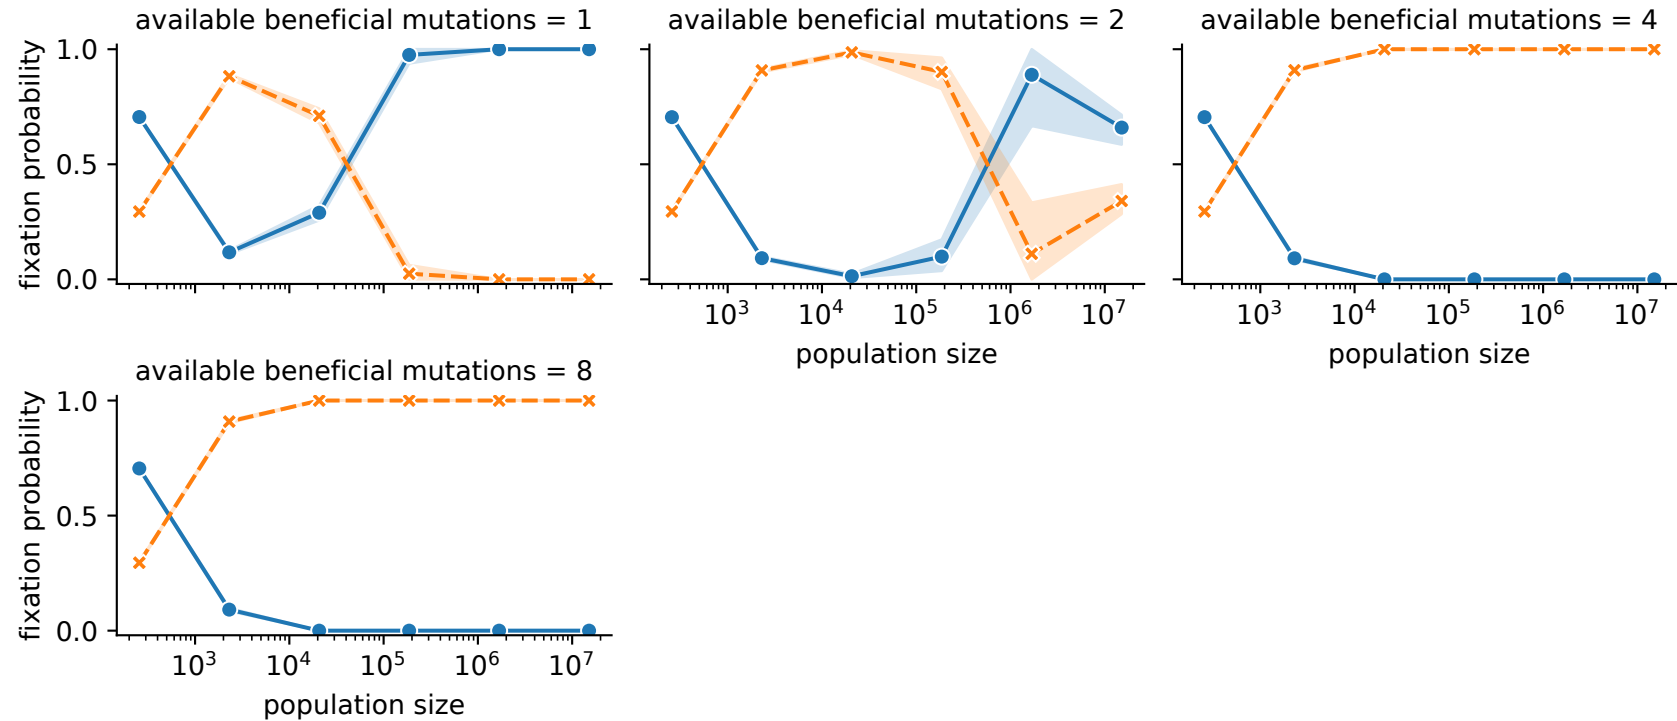 available beneficial mutations = 1
available beneficial mutations = 2
available beneficial mutations = 4
fixation probability
1.0
0.5
0.0
10³ 10⁴ 10⁵ 10⁶ 10⁷
population size
10³ 10⁴ 10⁵ 10⁶ 10⁷
population size
available beneficial mutations = 8
fixation probability
1.0
0.5
0.0
10³ 10⁴ 10⁵ 10⁶ 10⁷
population size